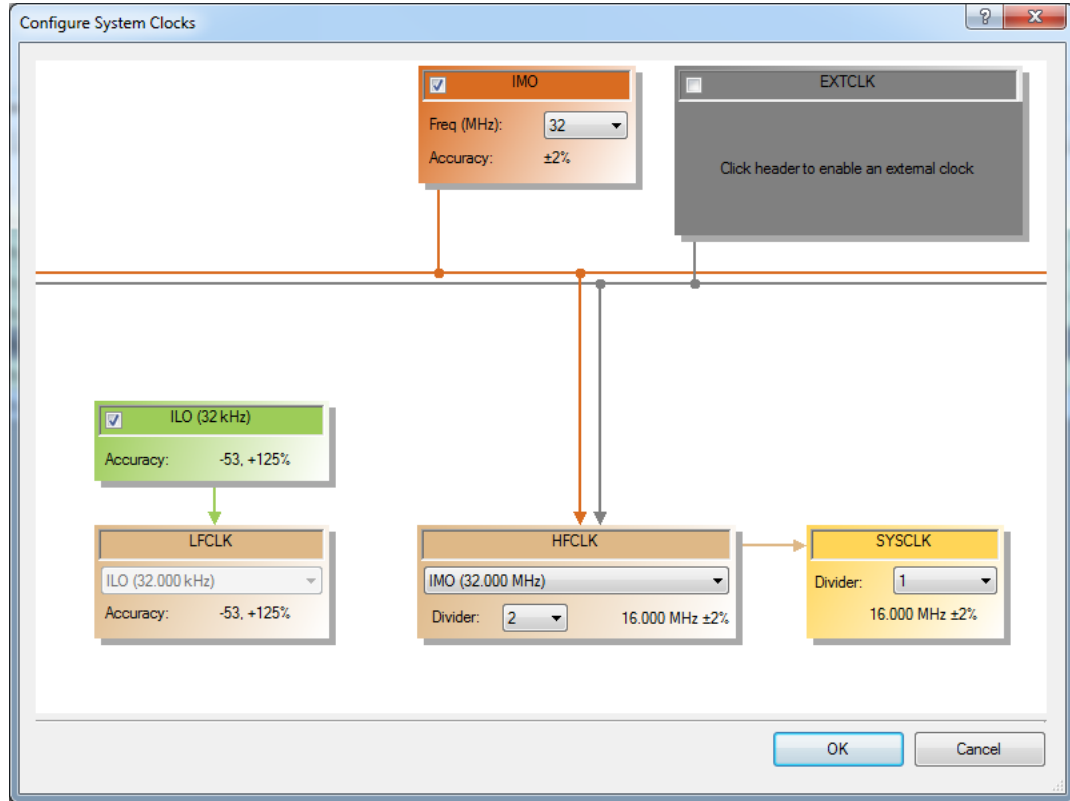 Configure System Clocks
IMO
Freq (MHz): 32
Accuracy: ±2%
EXTCLK
Click header to enable an external clock
ILO (32 kHz)
Accuracy: -53, +125%
LFCLK
ILO (32.000 kHz)
Accuracy: -53, +125%
HFCLK
IMO (32.000 MHz)
Divider: 2 16.000 MHz ±2%
SYSCLK
Divider: 1
16.000 MHz ±2%
OK
Cancel